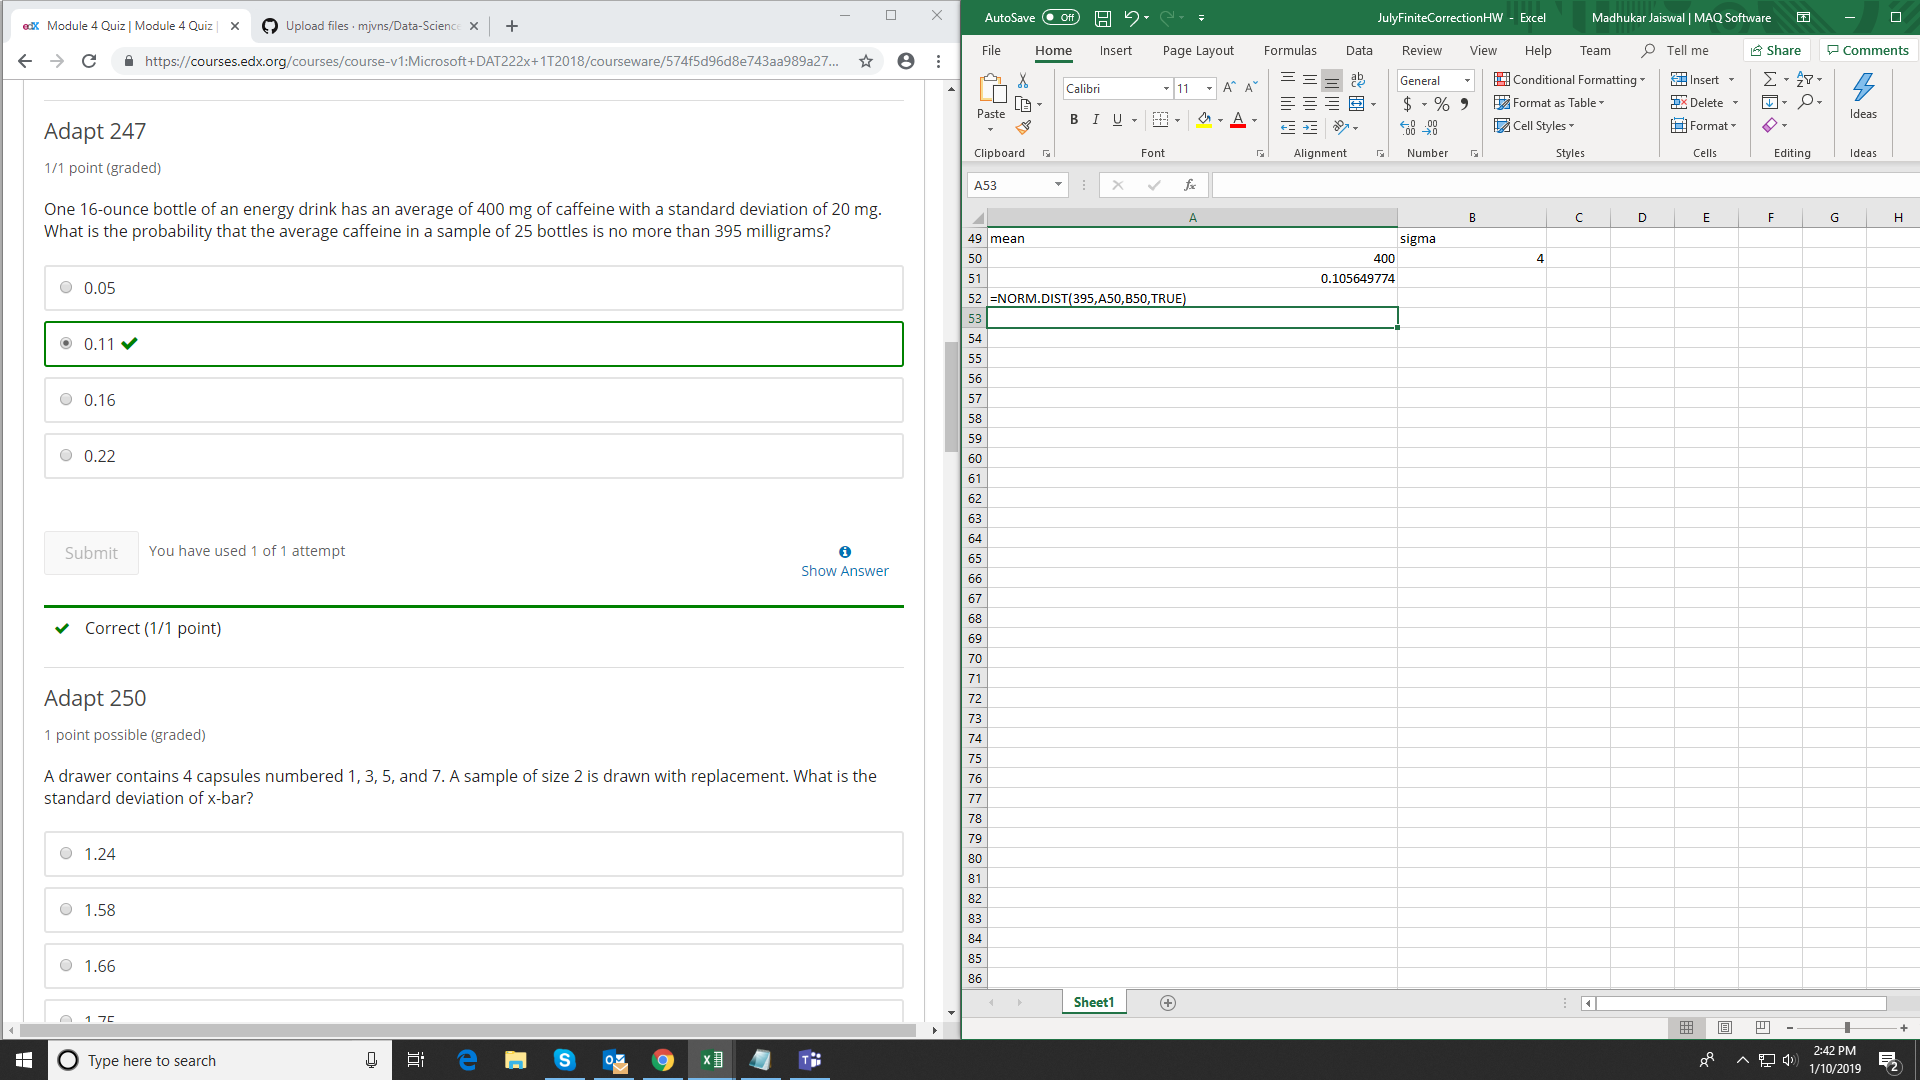 edX Module 4 Quiz | Module 4 Quiz |
Upload files · mjvns/Data-Science
https://courses.edx.org/courses/course-v1:Microsoft+DAT222x+1T2018/courseware/574f5d96d8e743aa989a27...
Adapt 247
1/1 point (graded)
One 16-ounce bottle of an energy drink has an average of 400 mg of caffeine with a standard deviation of 20 mg.
What is the probability that the average caffeine in a sample of 25 bottles is no more than 395 milligrams?
0.05
0.11
0.16
0.22
Submit
You have used 1 of 1 attempt
Show Answer
Correct (1/1 point)
Adapt 250
1 point possible (graded)
A drawer contains 4 capsules numbered 1, 3, 5, and 7. A sample of size 2 is drawn with replacement. What is the
standard deviation of x-bar?
1.24
1.58
1.66
1.75
AutoSave Off
JulyFiniteCorrectionHW - Excel
Madhukar Jaiswal | MAQ Software
File Home Insert Page Layout Formulas Data Review View Help Team Tell me Share Comments
Paste
Clipboard
Calibri 11
B I U
Font
Alignment
General
$ % 9
Number
Conditional Formatting
Format as Table
Cell Styles
Styles
Insert
Delete
Format
Cells
Editing
Ideas
Ideas
A53
fx
A B C D E F G H
49 mean sigma
50 400 4
51 0.105649774
52 =NORM.DIST(395,A50,B50,TRUE)
53
54
55
56
57
58
59
60
61
62
63
64
65
66
67
68
69
70
71
72
73
74
75
76
77
78
79
80
81
82
83
84
85
86
Sheet1
Type here to search
2:42 PM
1/10/2019
2